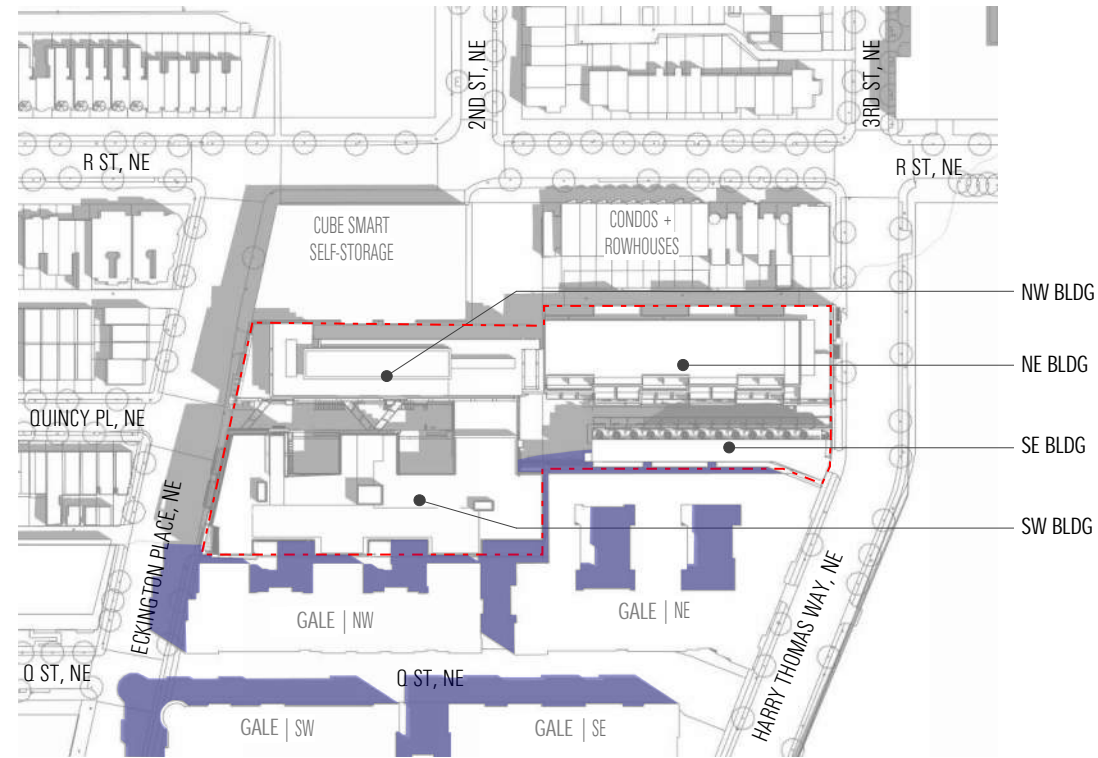 2ND ST, NE
3RD ST, NE
R ST, NE
R ST, NE
CUBE SMART
SELF-STORAGE
CONDOS +
ROWHOUSES
NW BLDG
NE BLDG
QUINCY PL, NE
SE BLDG
SW BLDG
ECKINGTON PLACE, NE
GALE | NW
GALE | NE
HARRY THOMAS WAY, NE
Q ST, NE
Q ST, NE
GALE | SW
GALE | SE